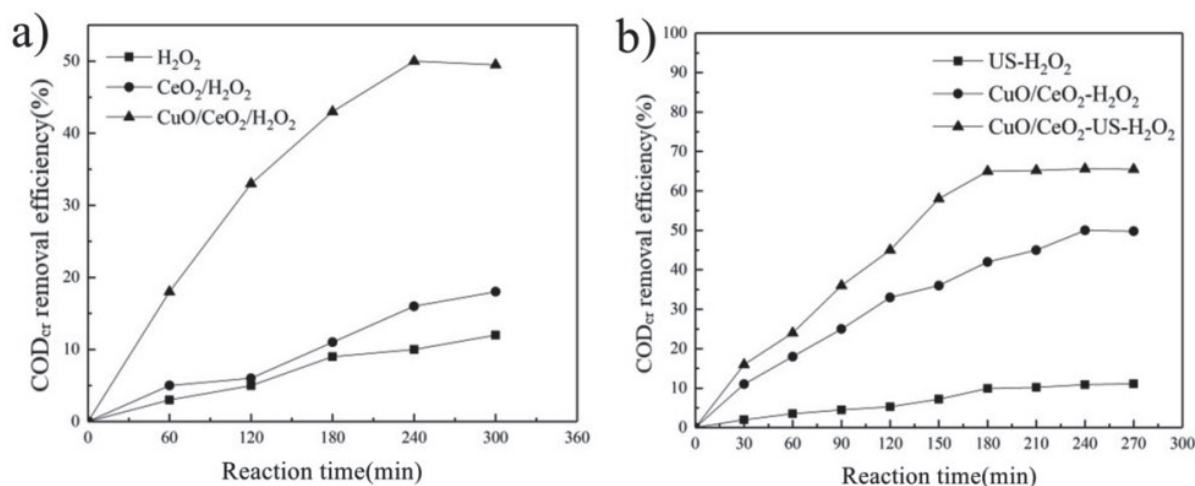 a)
H₂O₂
CeO₂/H₂O₂
CuO/CeO₂/H₂O₂
COD_cr removal efficiency(%)
50
40
30
20
10
0
0 60 120 180 240 300 360
Reaction time(min)
b)
US-H₂O₂
CuO/CeO₂-H₂O₂
CuO/CeO₂-US-H₂O₂
COD_cr removal efficiency(%)
100
90
80
70
60
50
40
30
20
10
0
0 30 60 90 120 150 180 210 240 270 300
Reaction time(min)